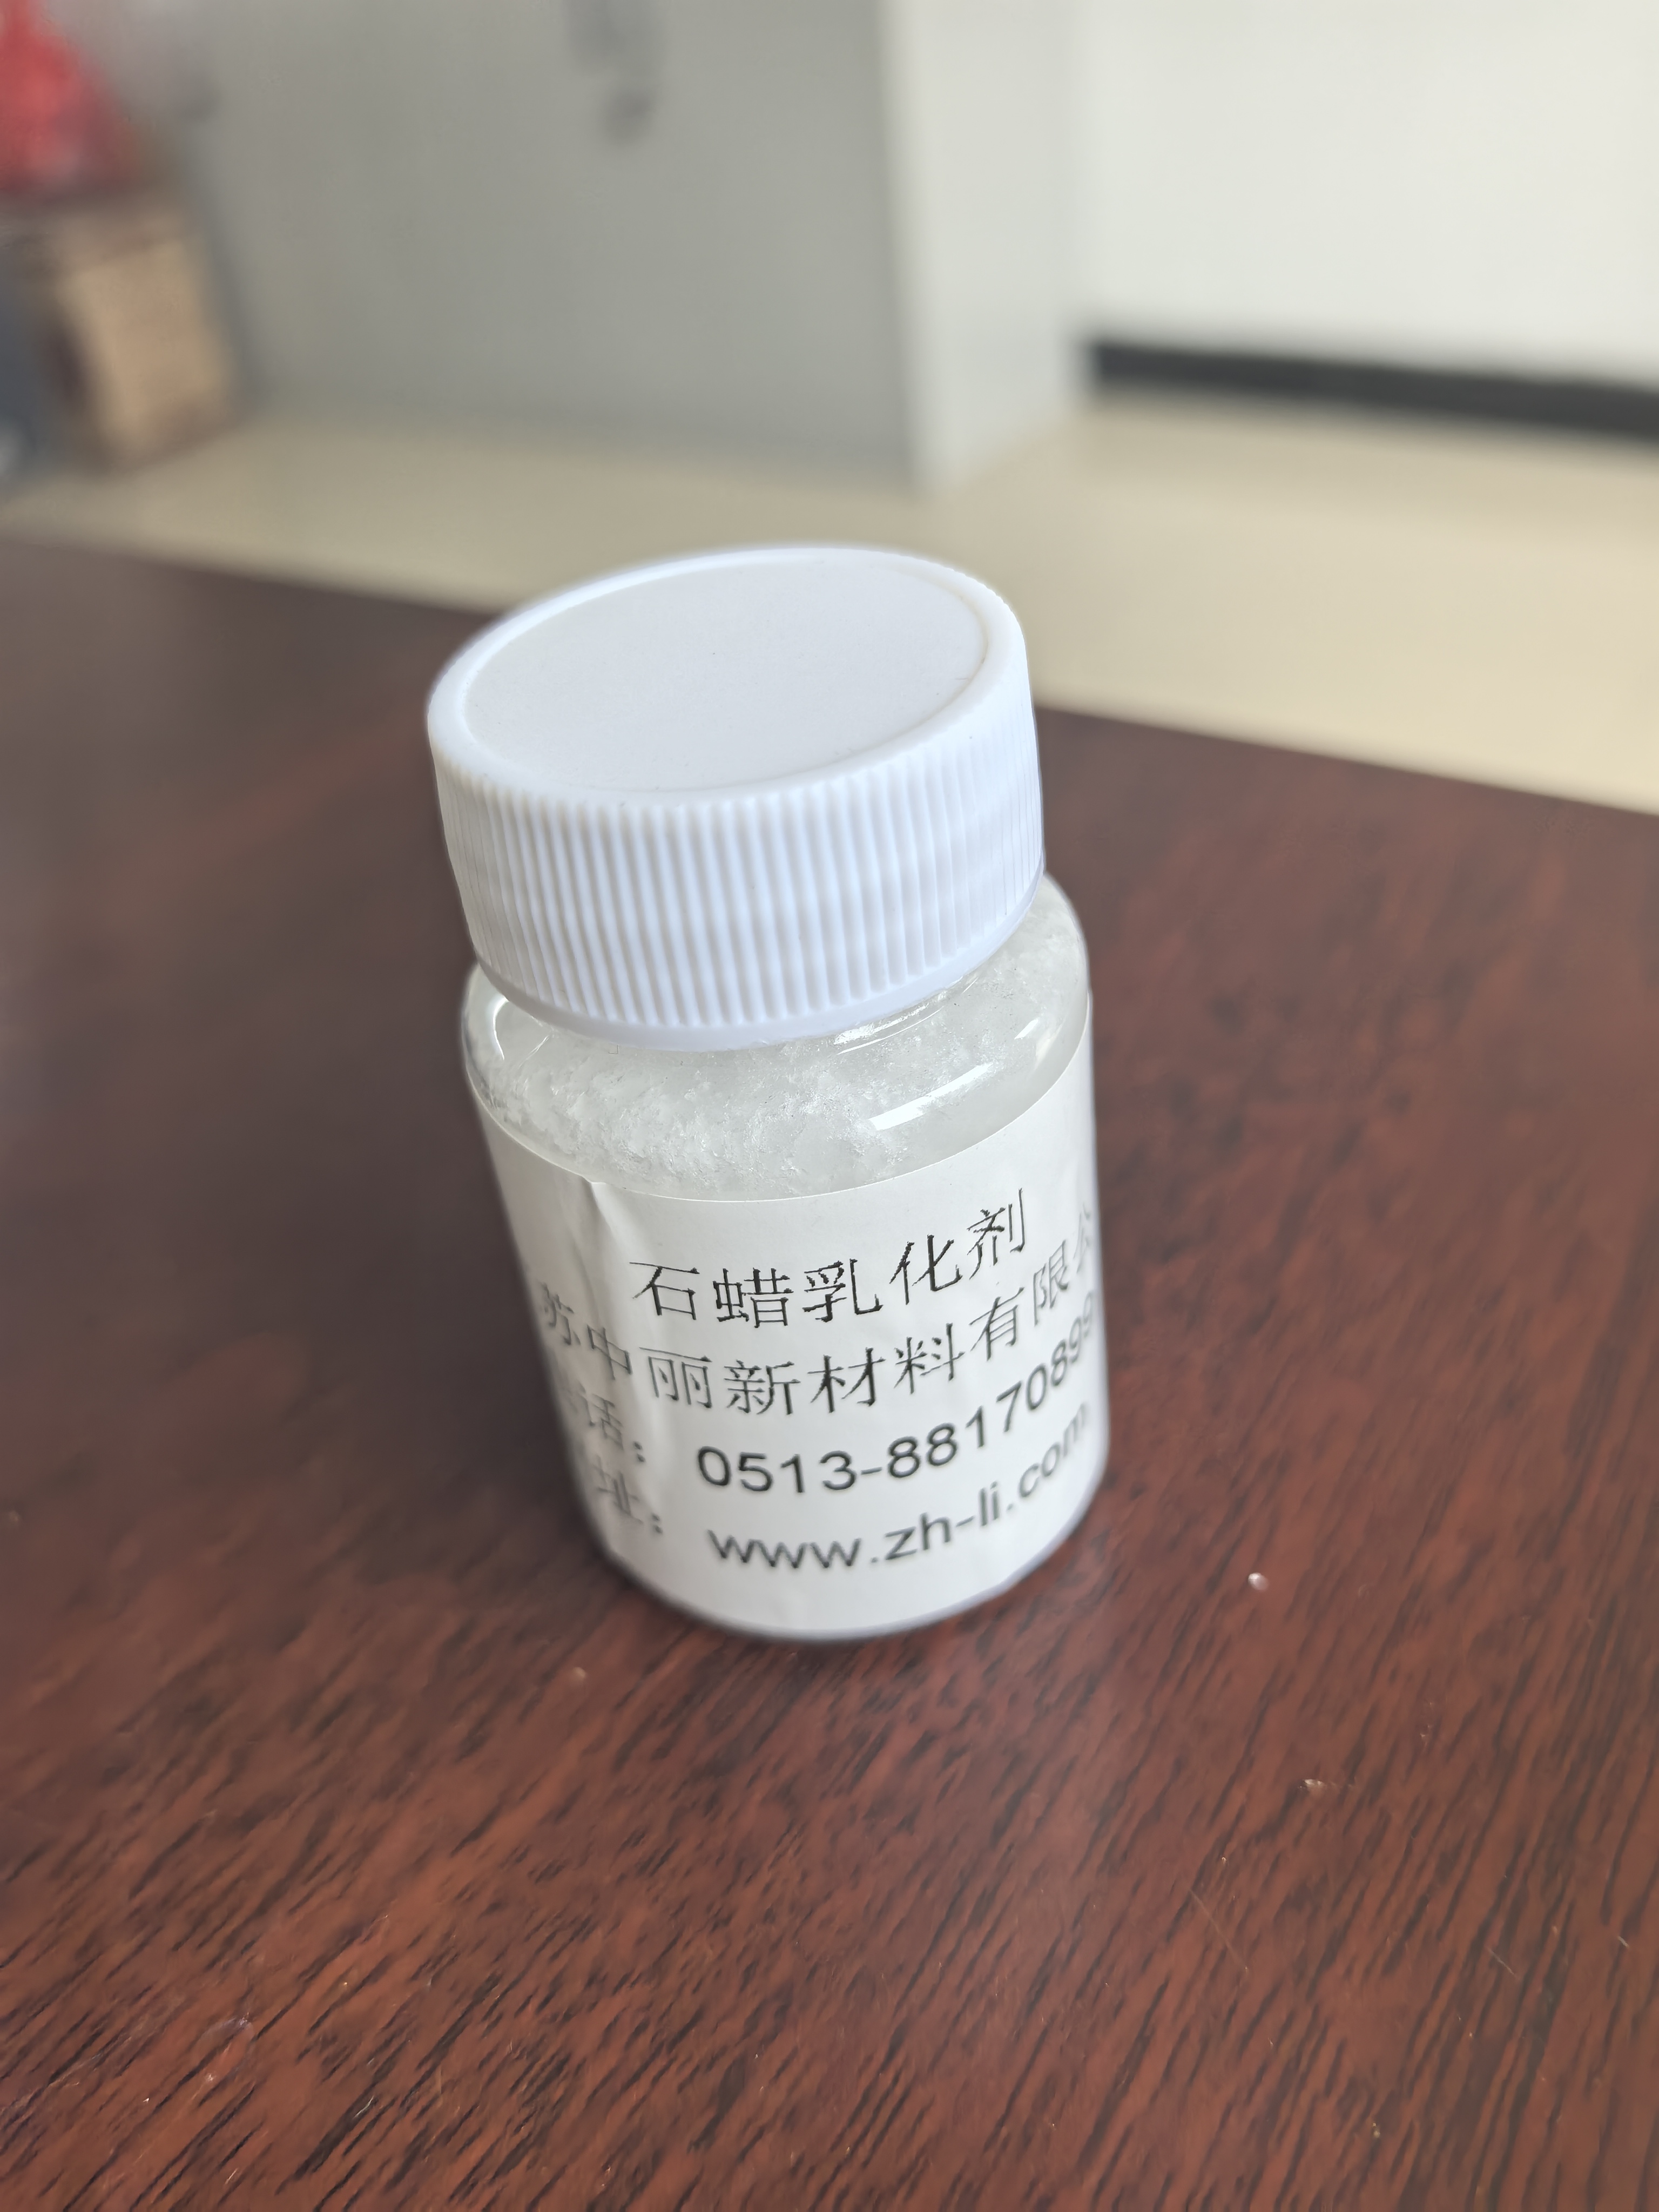 石蜡乳化剂
苏中丽新材料有限公
话：0513-88170899
址：www.zh-li.com